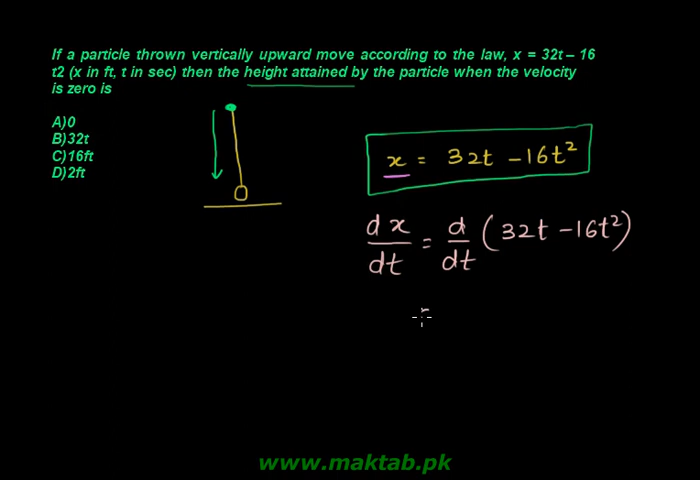 If a particle thrown vertically upward move according to the law, x = 32t – 16
t2 (x in ft, t in sec) then the height attained by the particle when the velocity
is zero is
A)0
B)32t
C)16ft
D)2ft
x = 32t - 16t²
dx/dt = d/dt (32t - 16t²)
www.maktab.pk